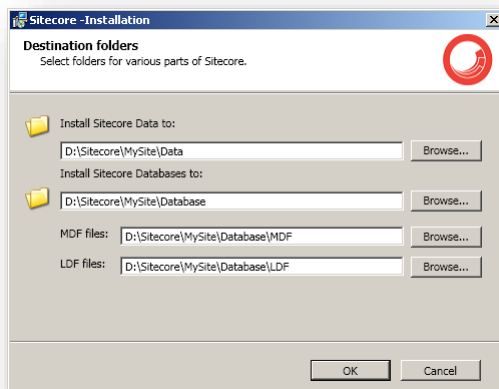 Sitecore -Installation
Destination folders
Select folders for various parts of Sitecore.
Install Sitecore Data to:
D:\Sitecore\MySite\Data Browse...
Install Sitecore Databases to:
D:\Sitecore\MySite\Database Browse...
MDF files: D:\Sitecore\MySite\Database\MDF Browse...
LDF files: D:\Sitecore\MySite\Database\LDF Browse...
OK Cancel